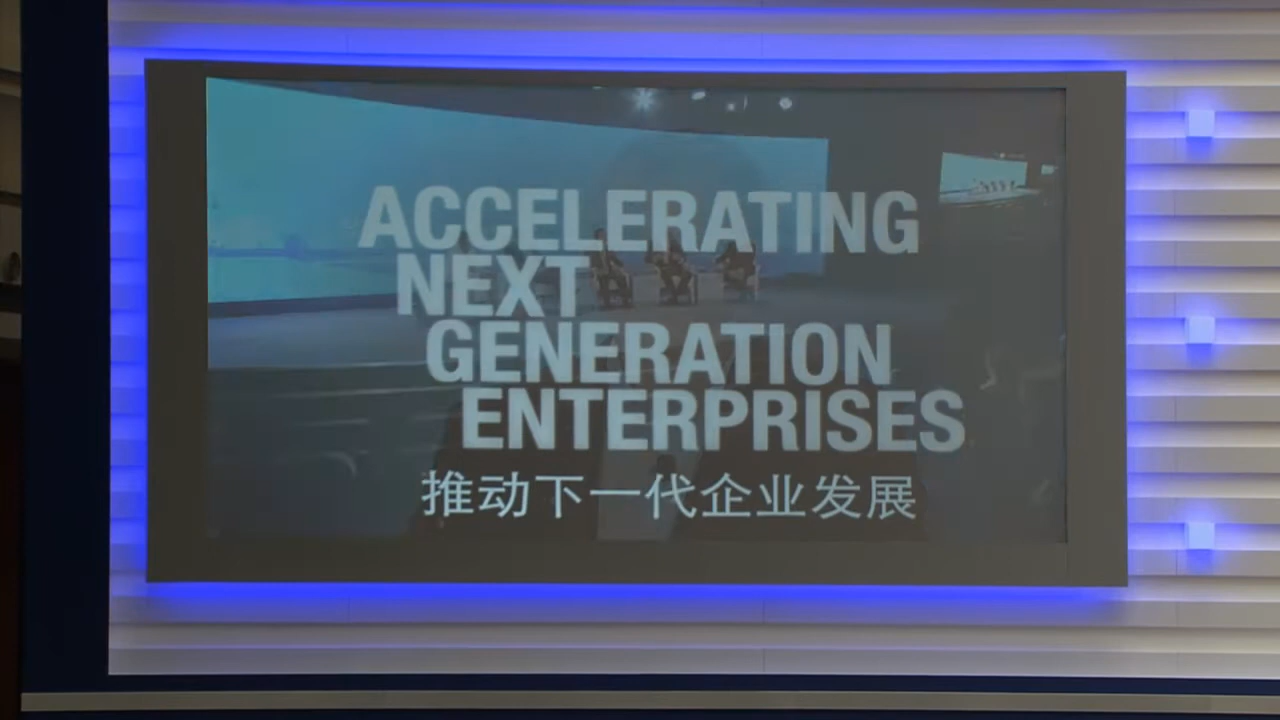 ACCELERATING
NEXT
GENERATION
ENTERPRISES
推动下一代企业发展